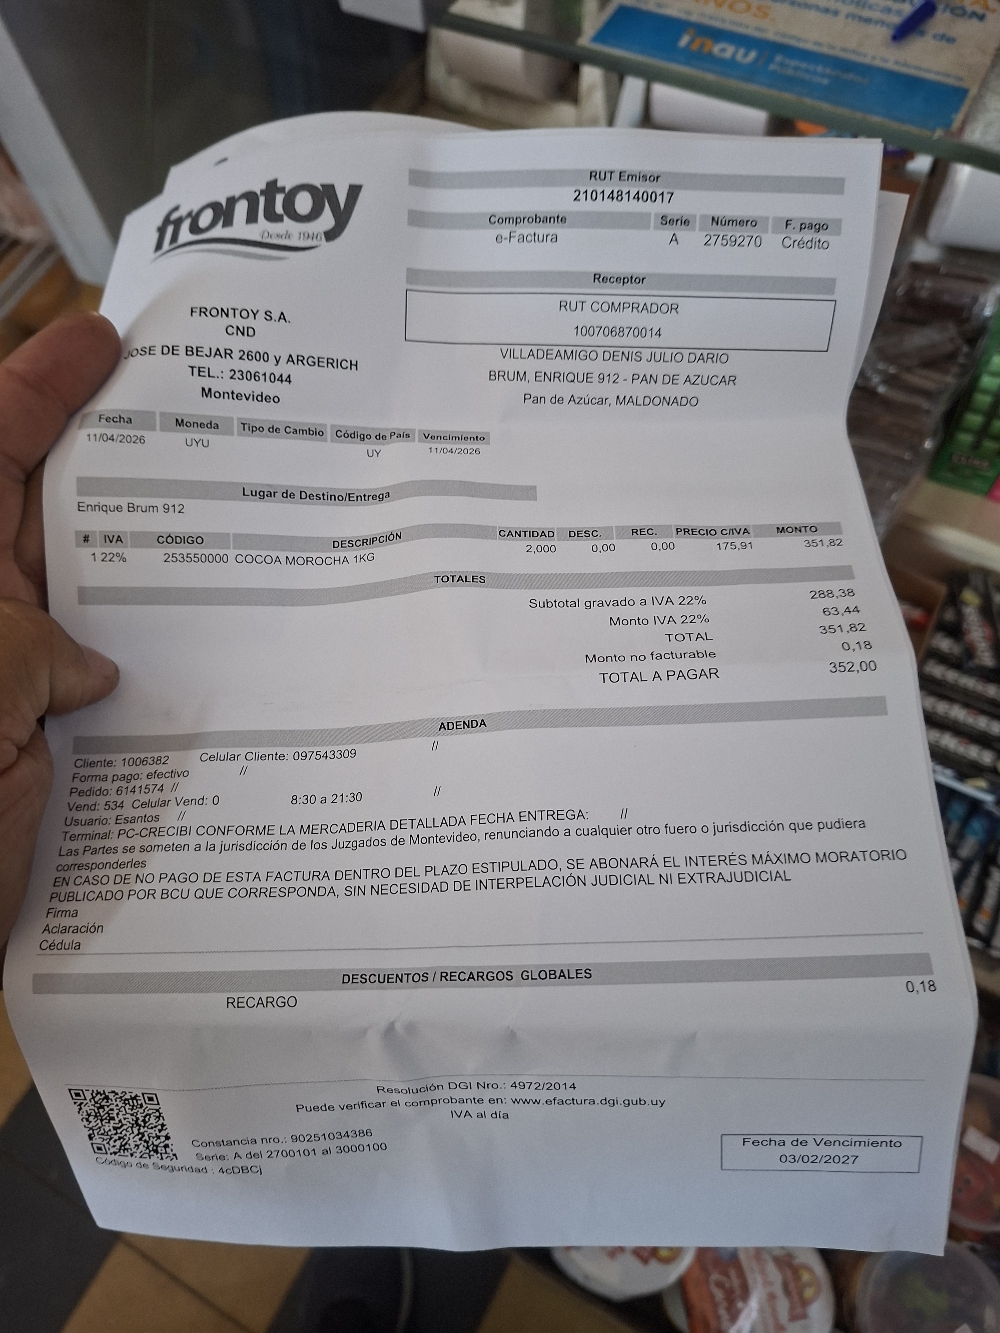 frontoy
Desde 1946
FRONTOY S.A.
CND
JOSE DE BEJAR 2600 y ARGERICH
TEL.: 23061044
Montevideo
RUT Emisor
210148140017
Comprobante Serie Número F. pago
e-Factura A 2759270 Crédito
Receptor
RUT COMPRADOR
100706870014
VILLADEAMIGO DENIS JULIO DARIO
BRUM, ENRIQUE 912 - PAN DE AZUCAR
Pan de Azúcar, MALDONADO
Fecha Moneda Tipo de Cambio Código de País Vencimiento
11/04/2026 UYU UY 11/04/2026
Lugar de Destino/Entrega
Enrique Brum 912
# IVA CÓDIGO DESCRIPCIÓN CANTIDAD DESC. REC. PRECIO C/IVA MONTO
1 22% 253550000 COCOA MOROCHA 1KG 2,000 0,00 0,00 175,91 351,82
TOTALES
Subtotal gravado a IVA 22% 288,38
Monto IVA 22% 63,44
TOTAL 351,82
Monto no facturable 0,18
TOTAL A PAGAR 352,00
ADENDA
Cliente: 1006382 Celular Cliente: 097543309 //
Forma pago: efectivo //
Pedido: 6141574 //
Vend: 534 Celular Vend: 0 8:30 a 21:30 //
Usuario: Esantos //
Terminal: PC-CRECIBI CONFORME LA MERCADERIA DETALLADA FECHA ENTREGA: //
Las Partes se someten a la jurisdicción de los Juzgados de Montevideo, renunciando a cualquier otro fuero o jurisdicción que pudiera
corresponderles
EN CASO DE NO PAGO DE ESTA FACTURA DENTRO DEL PLAZO ESTIPULADO, SE ABONARÁ EL INTERÉS MÁXIMO MORATORIO
PUBLICADO POR BCU QUE CORRESPONDA, SIN NECESIDAD DE INTERPELACIÓN JUDICIAL NI EXTRAJUDICIAL
Firma
Aclaración
Cédula
DESCUENTOS / RECARGOS GLOBALES
RECARGO 0,18
Resolución DGI Nro.: 4972/2014
Puede verificar el comprobante en: www.efactura.dgi.gub.uy
IVA al día
Constancia nro.: 90251034386
Serie: A del 2700101 al 3000100
Código de Seguridad : 4cDBCj
Fecha de Vencimiento
03/02/2027
inau
Espectáculos
Públicos